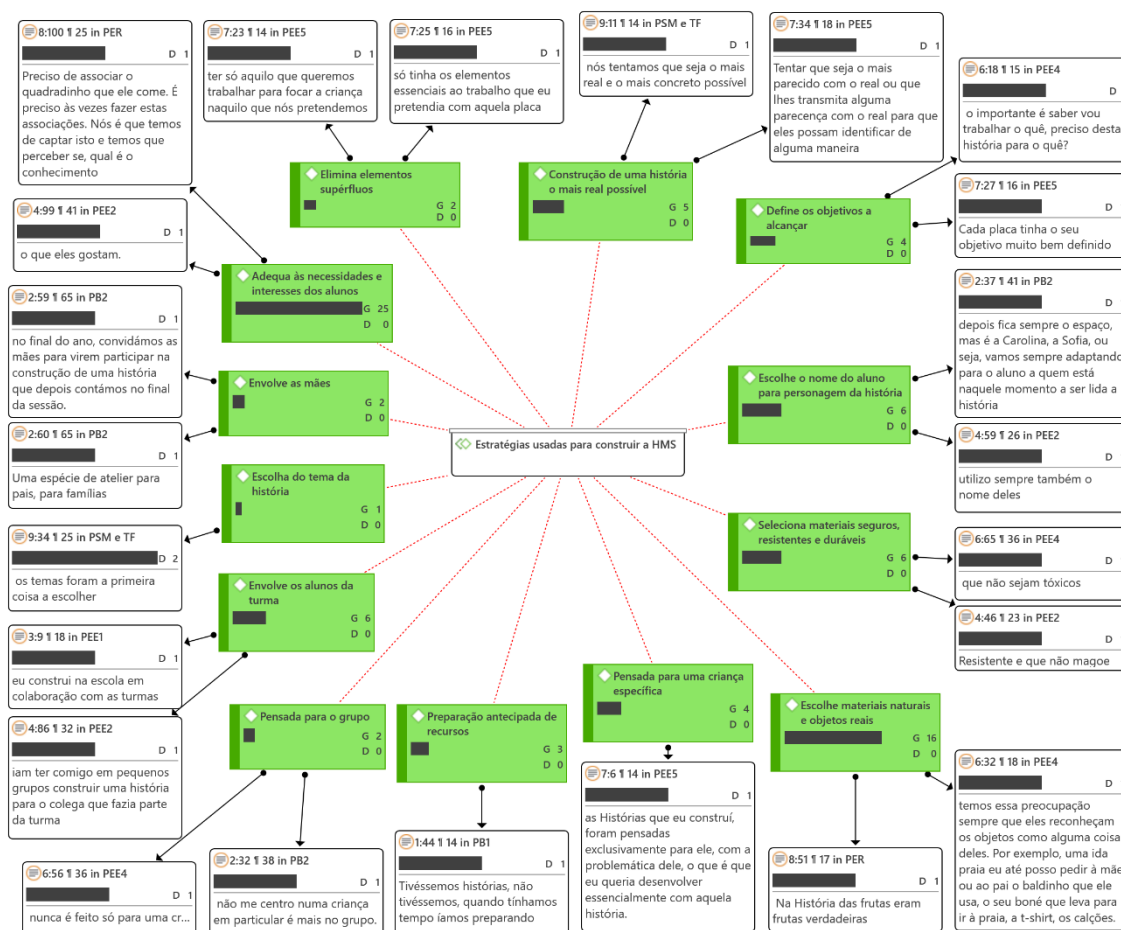 8:100 ¶ 25 in PER
D 1
Preciso de associar o
quadradinho que ele come. É
preciso às vezes fazer estas
associações. Nós é que temos
de captar isto e temos que
perceber se, qual é o
conhecimento
7:23 ¶ 14 in PEE5
D 1
ter só aquilo que queremos
trabalhar para focar a criança
naquilo que nós pretendemos
7:25 ¶ 16 in PEE5
D 1
só tinha os elementos
essenciais ao trabalho que eu
pretendia com aquela placa
9:11 ¶ 14 in PSM e TF
D 1
nós tentamos que seja o mais
real e o mais concreto possível
7:34 ¶ 18 in PEE5
D 1
Tentar que seja o mais
parecido com o real ou que
lhes transmita alguma
parecença com o real para que
eles possam identificar de
alguma maneira
6:18 ¶ 15 in PEE4
D
o importante é saber vou
trabalhar o quê, preciso desta
história para o quê?
Elimina elementos
supérfluos
G 2
D 0
Construção de uma história
o mais real possível
G 5
D 0
Define os objetivos a
alcançar
G 4
D 0
7:27 ¶ 16 in PEE5
D
Cada placa tinha o seu
objetivo muito bem definido
4:99 ¶ 41 in PEE2
D 1
o que eles gostam.
Adequa às necessidades e
interesses dos alunos
G 25
D 0
2:37 ¶ 41 in PB2
D
depois fica sempre o espaço,
mas é a Carolina, a Sofia, ou
seja, vamos sempre adaptando
para o aluno a quem está
naquele momento a ser lida a
história
2:59 ¶ 65 in PB2
D 1
no final do ano, convidámos as
mães para virem participar na
construção de uma história
que depois contámos no final
da sessão.
Envolve as mães
G 2
D 0
Escolhe o nome do aluno
para personagem da história
G 6
D 0
2:60 ¶ 65 in PB2
D 1
Uma espécie de atelier para
pais, para famílias
Estratégias usadas para construir a HMS
4:59 ¶ 26 in PEE2
D
utilizo sempre também o
nome deles
Escolha do tema da
história
G 1
D 0
9:34 ¶ 25 in PSM e TF
D 2
os temas foram a primeira
coisa a escolher
Seleciona materiais seguros,
resistentes e duráveis
G 6
D 0
6:65 ¶ 36 in PEE4
D
que não sejam tóxicos
4:46 ¶ 23 in PEE2
D
Resistente e que não magoe
Envolve os alunos da
turma
G 6
D 0
3:9 ¶ 18 in PEE1
D 1
eu construi na escola em
colaboração com as turmas
4:86 ¶ 32 in PEE2
D 1
iam ter comigo em pequenos
grupos construir uma história
para o colega que fazia parte
da turma
Pensada para o grupo
G 2
D 0
Preparação antecipada de
recursos
G 3
D 0
Pensada para uma criança
específica
G 4
D 0
Escolhe materiais naturais
e objetos reais
G 16
D 0
6:56 ¶ 36 in PEE4
D 1
nunca é feito só para uma cr...
2:32 ¶ 38 in PB2
D 1
não me centro numa criança
em particular é mais no grupo.
1:44 ¶ 14 in PB1
D 1
Tivéssemos histórias, não
tivéssemos, quando tínhamos
tempo íamos preparando
7:6 ¶ 14 in PEE5
D 1
as Histórias que eu construí,
foram pensadas
exclusivamente para ele, com a
problemática dele, o que é que
eu queria desenvolver
essencialmente com aquela
história.
8:51 ¶ 17 in PER
D 1
Na História das frutas eram
frutas verdadeiras
6:32 ¶ 18 in PEE4
D
temos essa preocupação
sempre que eles reconheçam
os objetos como alguma coisa
deles. Por exemplo, uma ida
praia eu até posso pedir à mãe
ou ao pai o baldinho que ele
usa, o seu boné que leva para
ir à praia, a t-shirt, os calções.